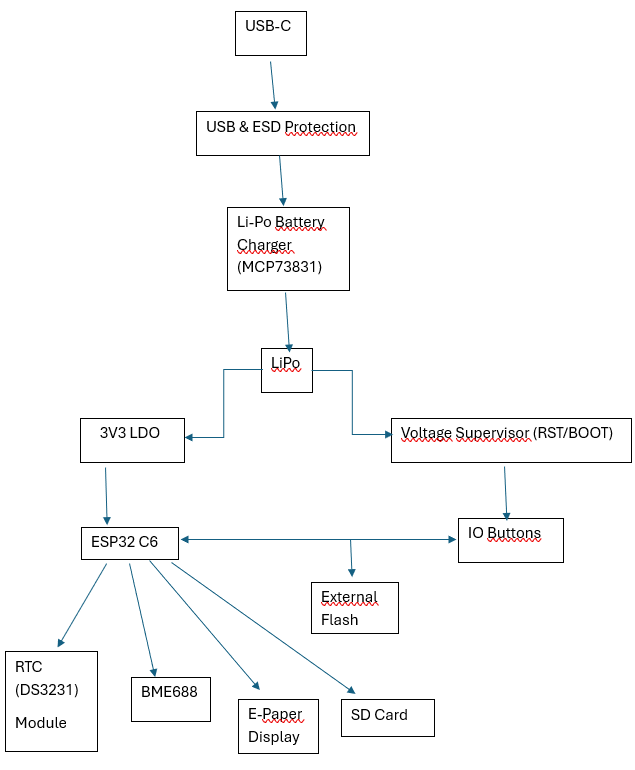 USB-C
USB & ESD Protection
Li-Po Battery
Charger
(MCP73831)
LiPo
3V3 LDO
Voltage Supervisor (RST/BOOT)
ESP32 C6
IO Buttons
External
Flash
RTC
(DS3231)
Module
BME688
E-Paper
Display
SD Card